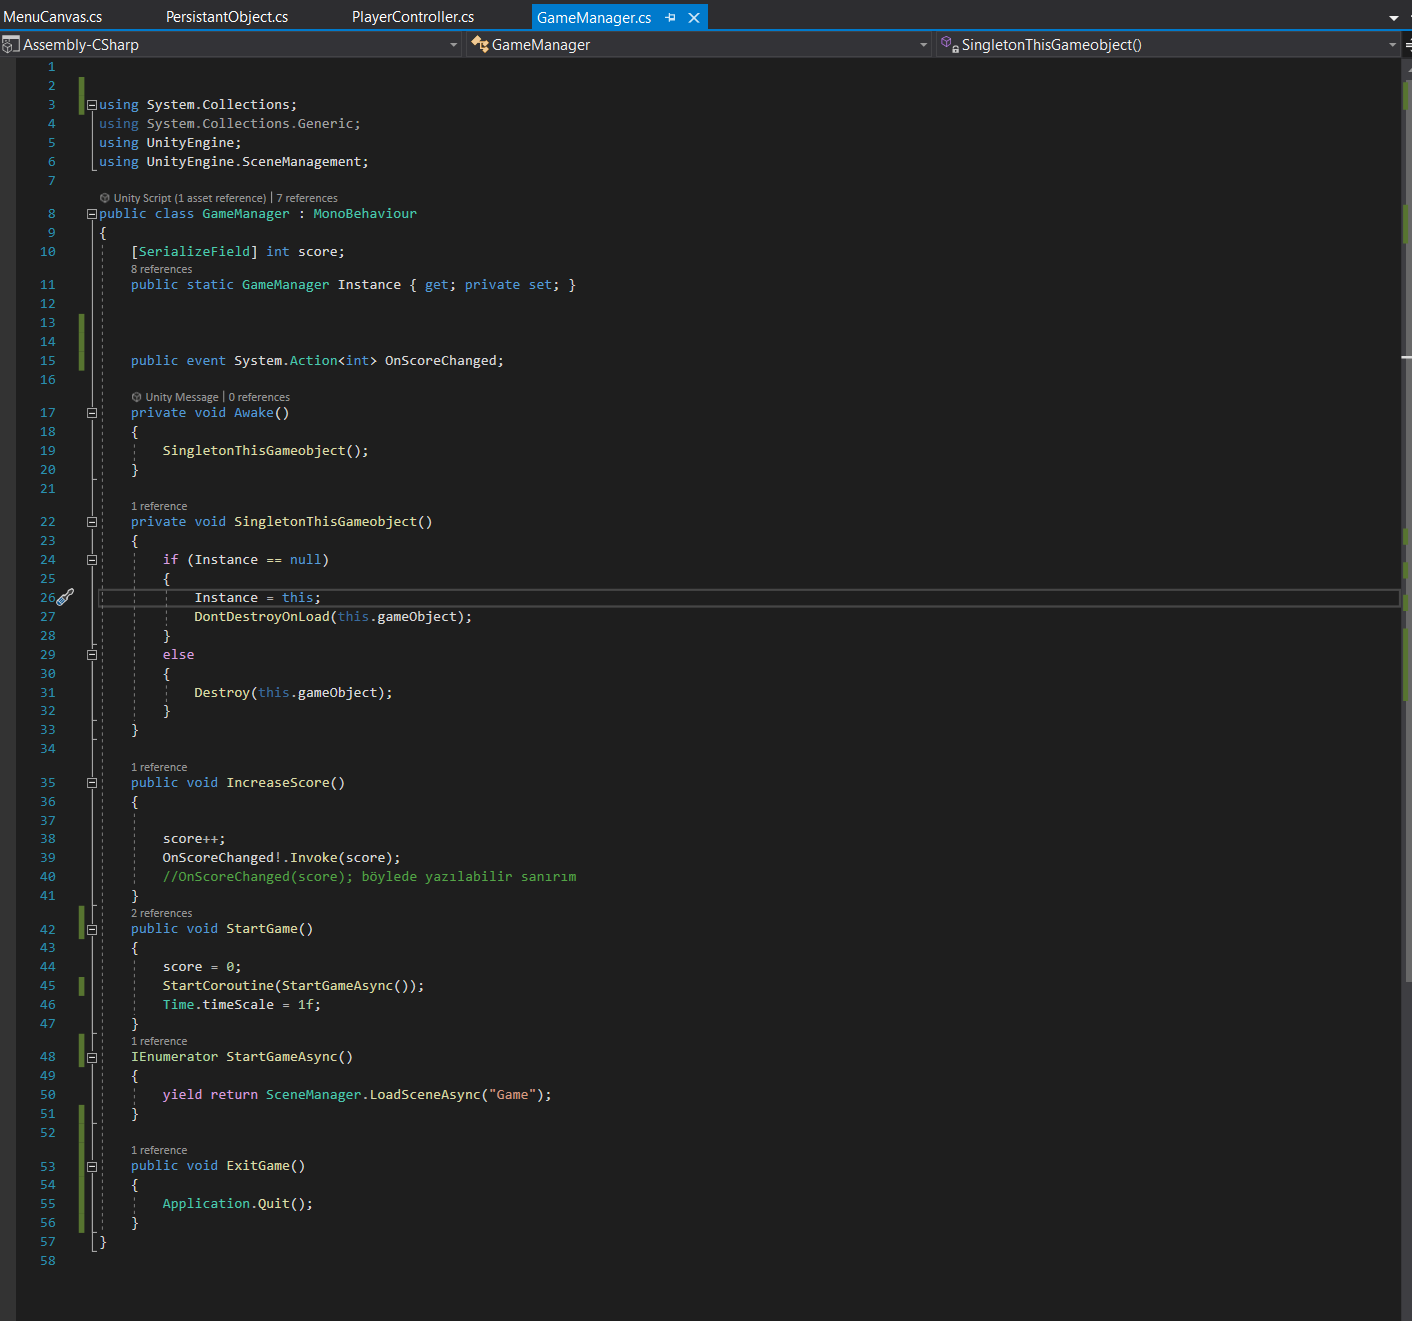 MenuCanvas.cs PersistantObject.cs PlayerController.cs GameManager.cs
Assembly-CSharp GameManager SingletonThisGameobject()
1
2
3 using System.Collections;
4 using System.Collections.Generic;
5 using UnityEngine;
6 using UnityEngine.SceneManagement;
7
Unity Script (1 asset reference) | 7 references
8 public class GameManager : MonoBehaviour
9 {
10 [SerializeField] int score;
8 references
11 public static GameManager Instance { get; private set; }
12
13
14
15 public event System.Action<int> OnScoreChanged;
16
Unity Message | 0 references
17 private void Awake()
18 {
19 SingletonThisGameobject();
20 }
21
1 reference
22 private void SingletonThisGameobject()
23 {
24 if (Instance == null)
25 {
26 Instance = this;
27 DontDestroyOnLoad(this.gameObject);
28 }
29 else
30 {
31 Destroy(this.gameObject);
32 }
33 }
34
1 reference
35 public void IncreaseScore()
36 {
37
38 score++;
39 OnScoreChanged!.Invoke(score);
40 //OnScoreChanged(score); böylede yazılabilir sanırım
41 }
2 references
42 public void StartGame()
43 {
44 score = 0;
45 StartCoroutine(StartGameAsync());
46 Time.timeScale = 1f;
47 }
1 reference
48 IEnumerator StartGameAsync()
49 {
50 yield return SceneManager.LoadSceneAsync("Game");
51 }
52
1 reference
53 public void ExitGame()
54 {
55 Application.Quit();
56 }
57 }
58